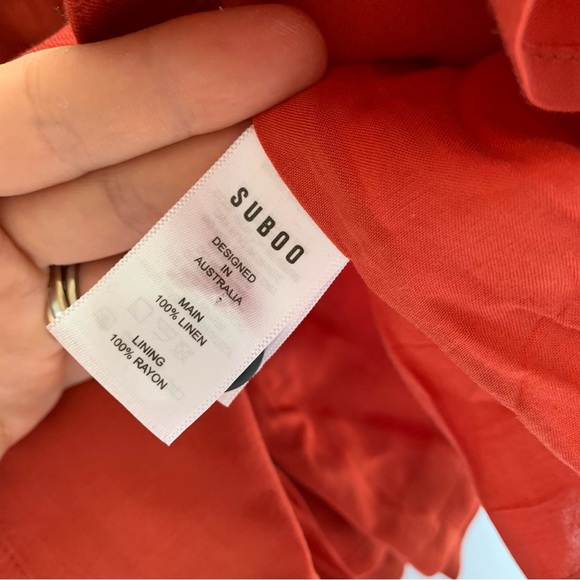 SUBOO
DESIGNED
IN
AUSTRALIA
MAIN
100% LINEN
LINING
100% RAYON